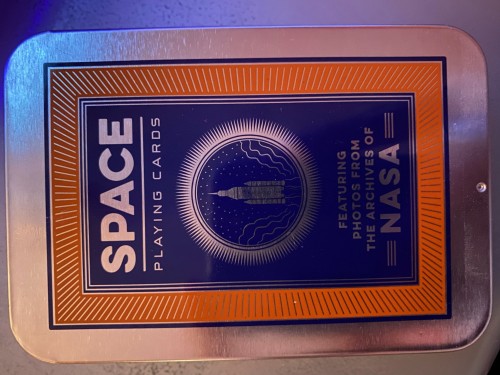 SPACE
PLAYING CARDS
FEATURING
PHOTOS FROM
THE ARCHIVES OF
NASA